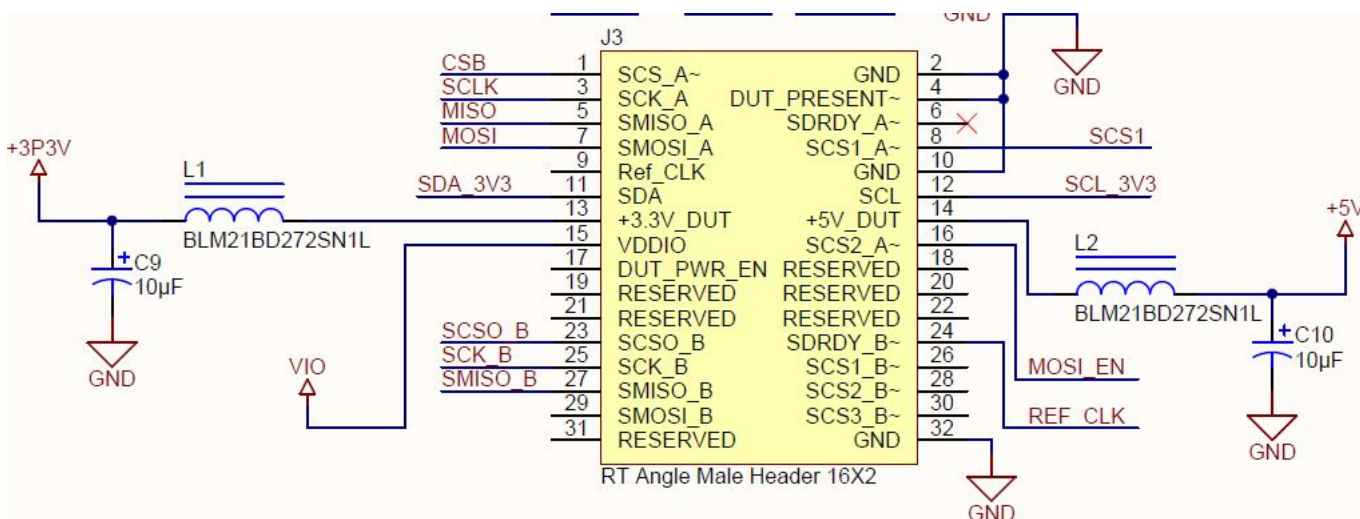 GND
J3
GND
CSB 1 SCS_A~ GND 2
SCLK 3 SCK_A DUT_PRESENT~ 4
MISO 5 SMISO_A SDRDY_A~ 6
MOSI 7 SMOSI_A SCS1_A~ 8 SCS1
9 Ref_CLK GND 10
SDA_3V3 11 SDA SCL 12 SCL_3V3
13 +3.3V_DUT +5V_DUT 14
15 VDDIO SCS2_A~ 16
17 DUT_PWR_EN RESERVED 18
19 RESERVED RESERVED 20
21 RESERVED RESERVED 22
SCSO_B 23 SCSO_B SDRDY_B~ 24
SCK_B 25 SCK_B SCS1_B~ 26
SMISO_B 27 SMISO_B SCS2_B~ 28
29 SMOSI_B SCS3_B~ 30
31 RESERVED GND 32
RT Angle Male Header 16X2
+3P3V
L1
BLM21BD272SN1L
+ C9
10µF
GND
VIO
+5V
L2
BLM21BD272SN1L
+ C10
10µF
GND
MOSI_EN
REF_CLK
GND